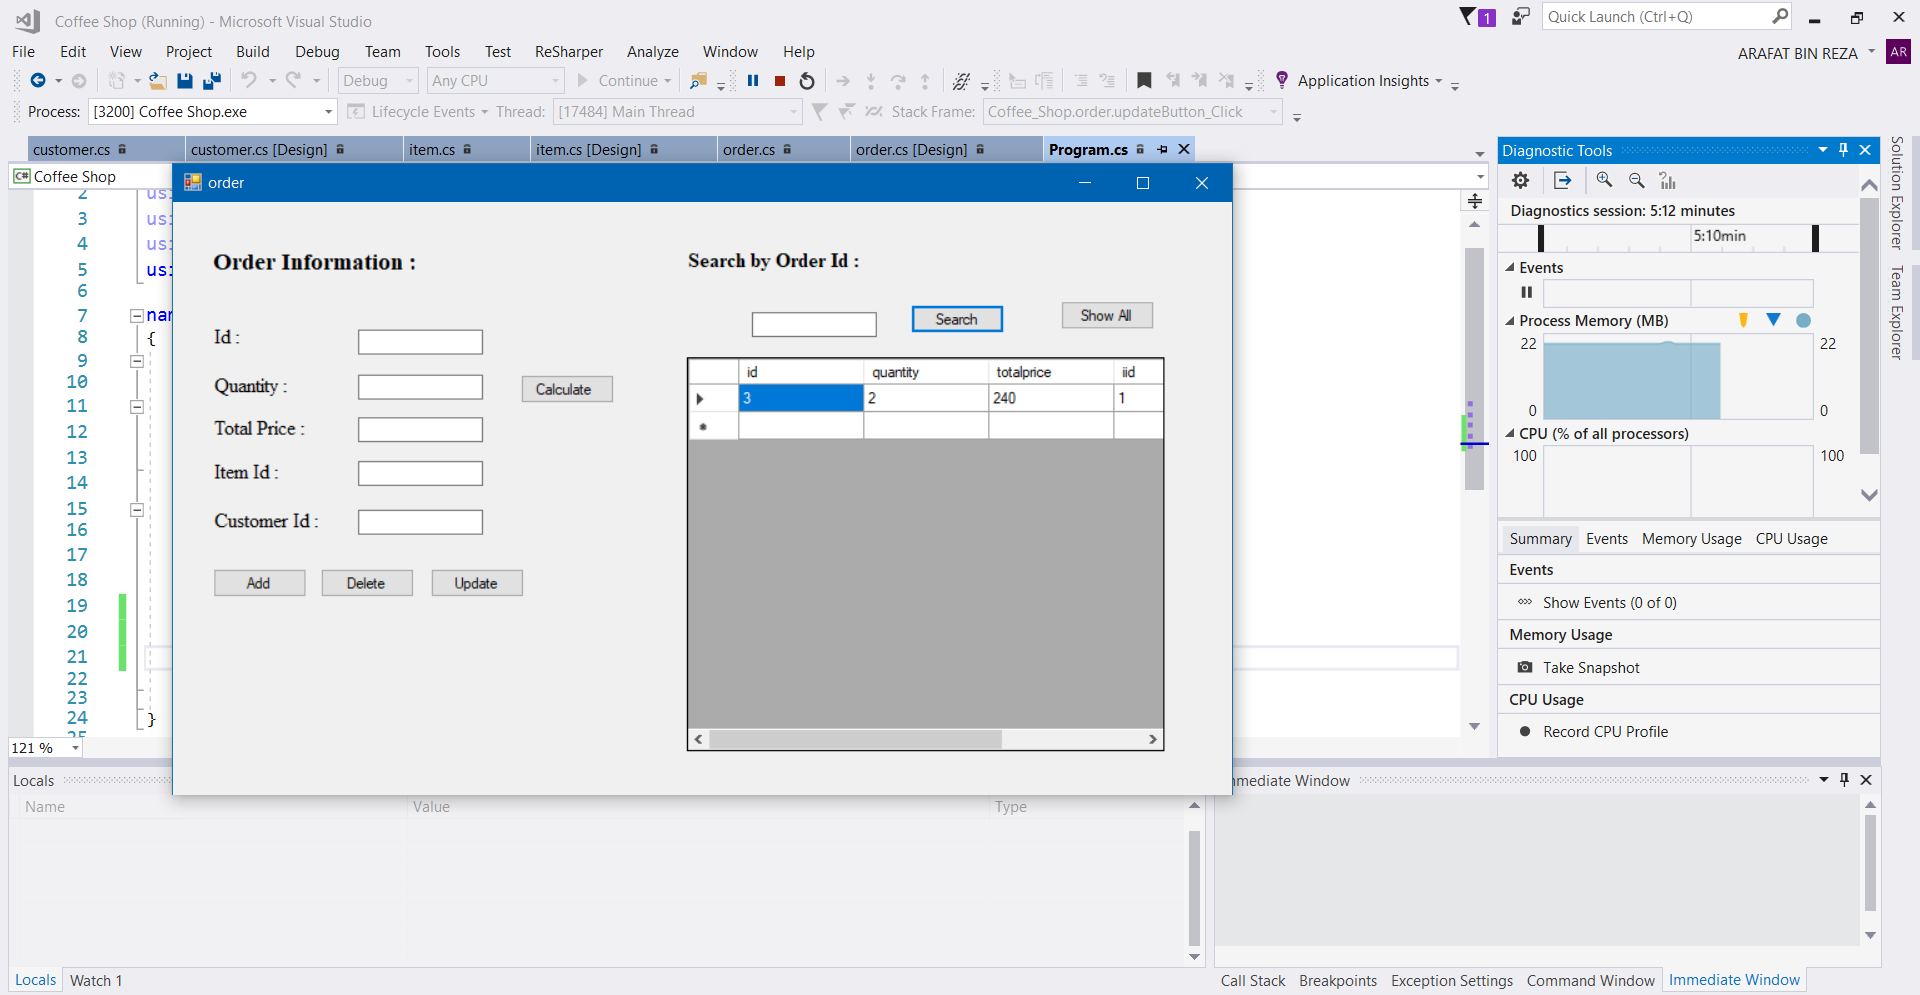 Coffee Shop (Running) - Microsoft Visual Studio
1
Quick Launch (Ctrl+Q)
File Edit View Project Build Debug Team Tools Test ReSharper Analyze Window Help
ARAFAT BIN REZA AR
Debug Any CPU Continue Application Insights
Process: [3200] Coffee Shop.exe Lifecycle Events Thread: [17484] Main Thread Stack Frame: Coffee_Shop.order.updateButton_Click
customer.cs customer.cs [Design] item.cs item.cs [Design] order.cs order.cs [Design] Program.cs
C# Coffee Shop
order
2 us
3 us
4 us
5 us
6
7 nar
8 {
9
10
11
12
13
14
15
16
17
18
19
20
21
22
23
24 }
25
121 %
Order Information :
Id :
Quantity :
Calculate
Total Price :
Item Id :
Customer Id :
Add Delete Update
Search by Order Id :
Search Show All
id quantity totalprice iid
3 2 240 1
Diagnostic Tools
Diagnostics session: 5:12 minutes
5:10min
Events
Process Memory (MB)
22 22
0 0
CPU (% of all processors)
100 100
Summary Events Memory Usage CPU Usage
Events
Show Events (0 of 0)
Memory Usage
Take Snapshot
CPU Usage
Record CPU Profile
Solution Explorer
Team Explorer
Locals
Name Value Type
Locals Watch 1
mmediate Window
Call Stack Breakpoints Exception Settings Command Window Immediate Window